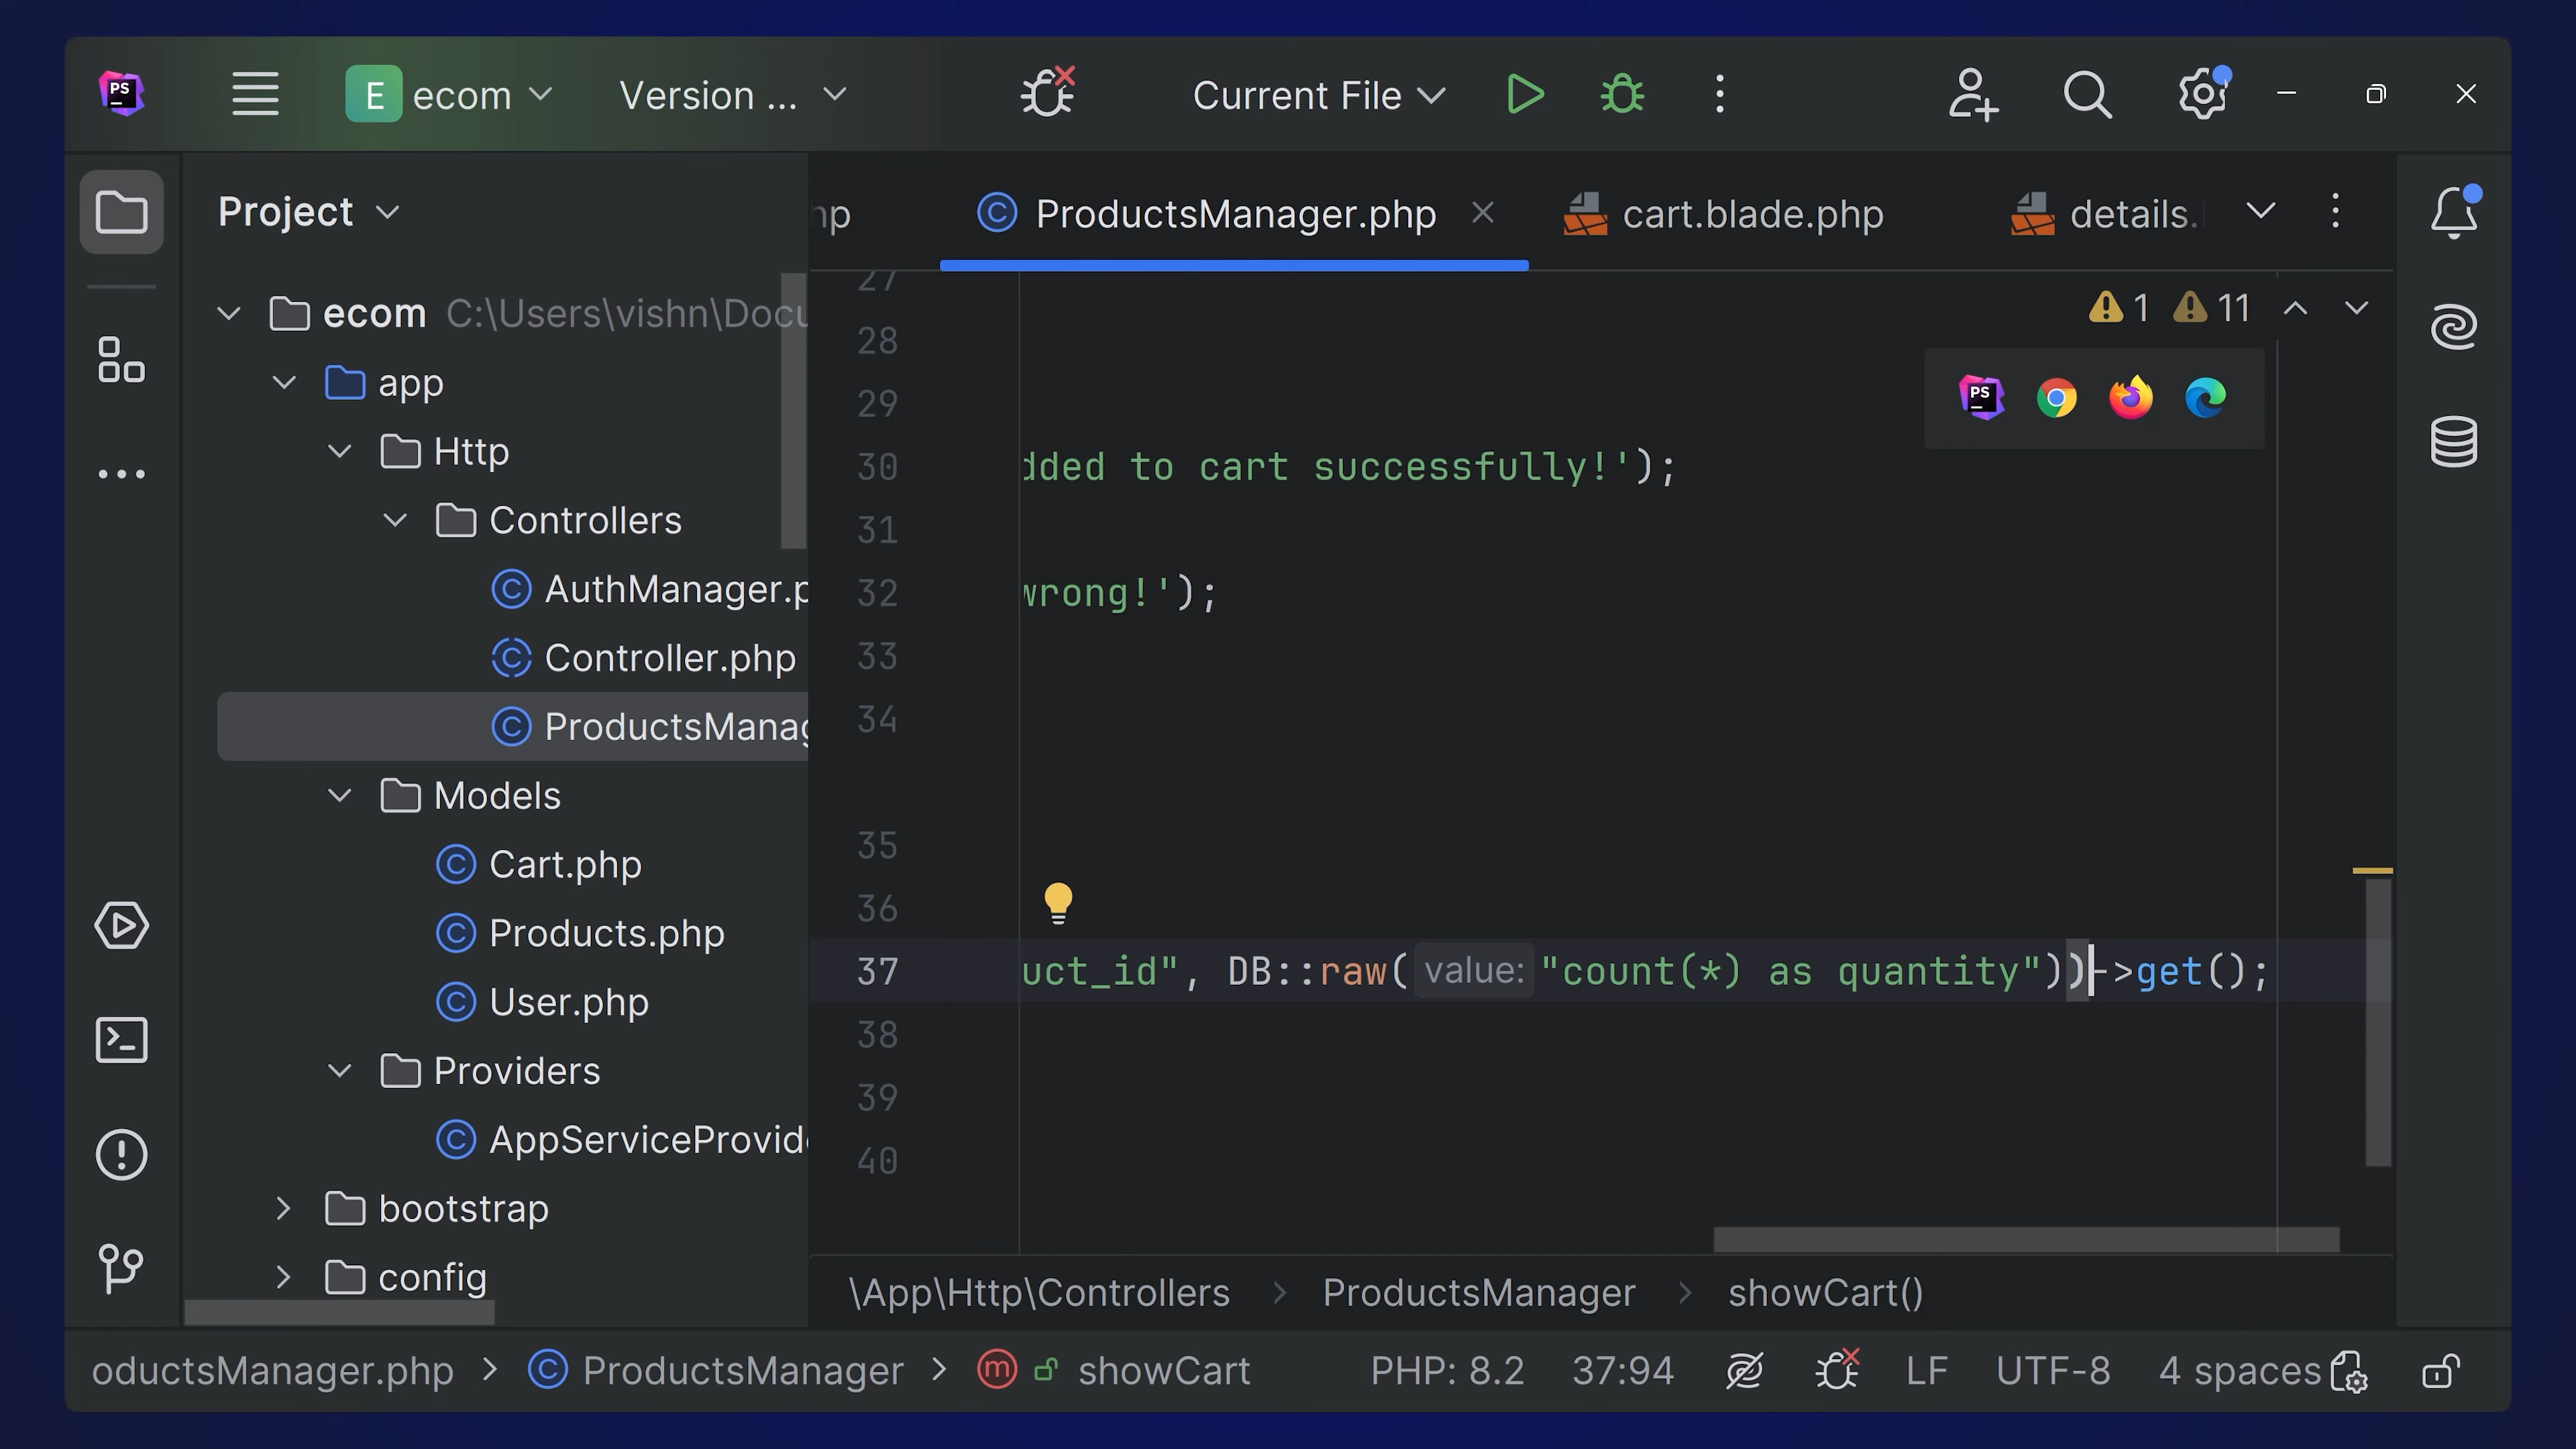 PS
E ecom Version ... Current File
Project
ecom C:\Users\vishn\Docu
app
Http
Controllers
AuthManager.p
Controller.php
ProductsManag
Models
Cart.php
Products.php
User.php
Providers
AppServiceProvid
bootstrap
config
hp ProductsManager.php cart.blade.php details.
1 11
PS
27
28
29
30 dded to cart successfully!');
31
32 wrong!');
33
34
35
36
37 uct_id", DB::raw( value: "count(*) as quantity"))->get();
38
39
40
\App\Http\Controllers > ProductsManager > showCart()
oductsManager.php > ProductsManager > m showCart PHP: 8.2 37:94 LF UTF-8 4 spaces